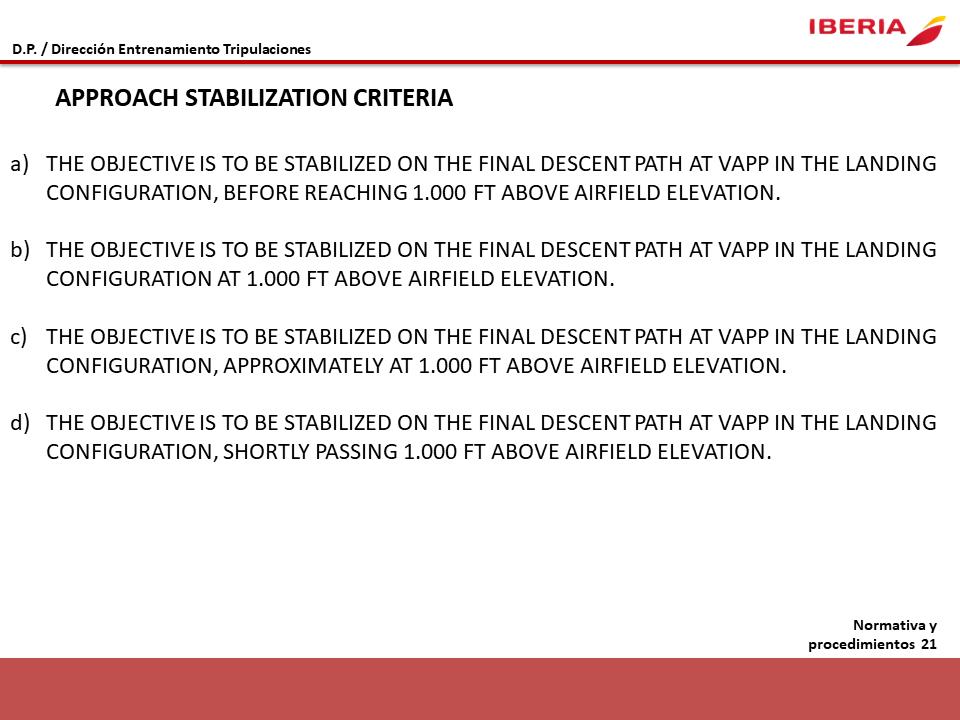 IBERIA
D.P. / Dirección Entrenamiento Tripulaciones
APPROACH STABILIZATION CRITERIA
a) THE OBJECTIVE IS TO BE STABILIZED ON THE FINAL DESCENT PATH AT VAPP IN THE LANDING
CONFIGURATION, BEFORE REACHING 1.000 FT ABOVE AIRFIELD ELEVATION.
b) THE OBJECTIVE IS TO BE STABILIZED ON THE FINAL DESCENT PATH AT VAPP IN THE LANDING
CONFIGURATION AT 1.000 FT ABOVE AIRFIELD ELEVATION.
c) THE OBJECTIVE IS TO BE STABILIZED ON THE FINAL DESCENT PATH AT VAPP IN THE LANDING
CONFIGURATION, APPROXIMATELY AT 1.000 FT ABOVE AIRFIELD ELEVATION.
d) THE OBJECTIVE IS TO BE STABILIZED ON THE FINAL DESCENT PATH AT VAPP IN THE LANDING
CONFIGURATION, SHORTLY PASSING 1.000 FT ABOVE AIRFIELD ELEVATION.
Normativa y
procedimientos 21